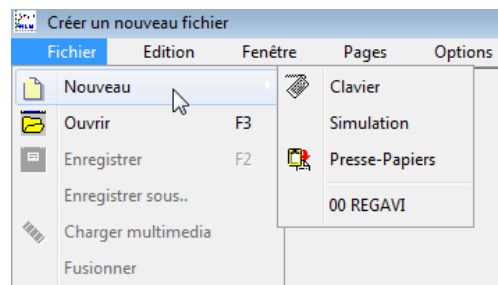 Créer un nouveau fichier
Fichier Edition Fenêtre Pages Options
Nouveau Clavier
Ouvrir F3 Simulation
Enregistrer F2 Presse-Papiers
Enregistrer sous.. 00 REGAVI
Charger multimedia
Fusionner